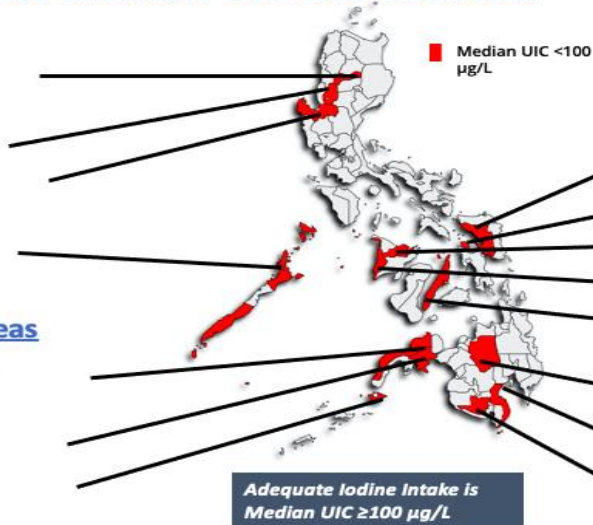 Median UIC <100
µg/L
eas
Adequate Iodine Intake is
Median UIC ≥100 µg/L